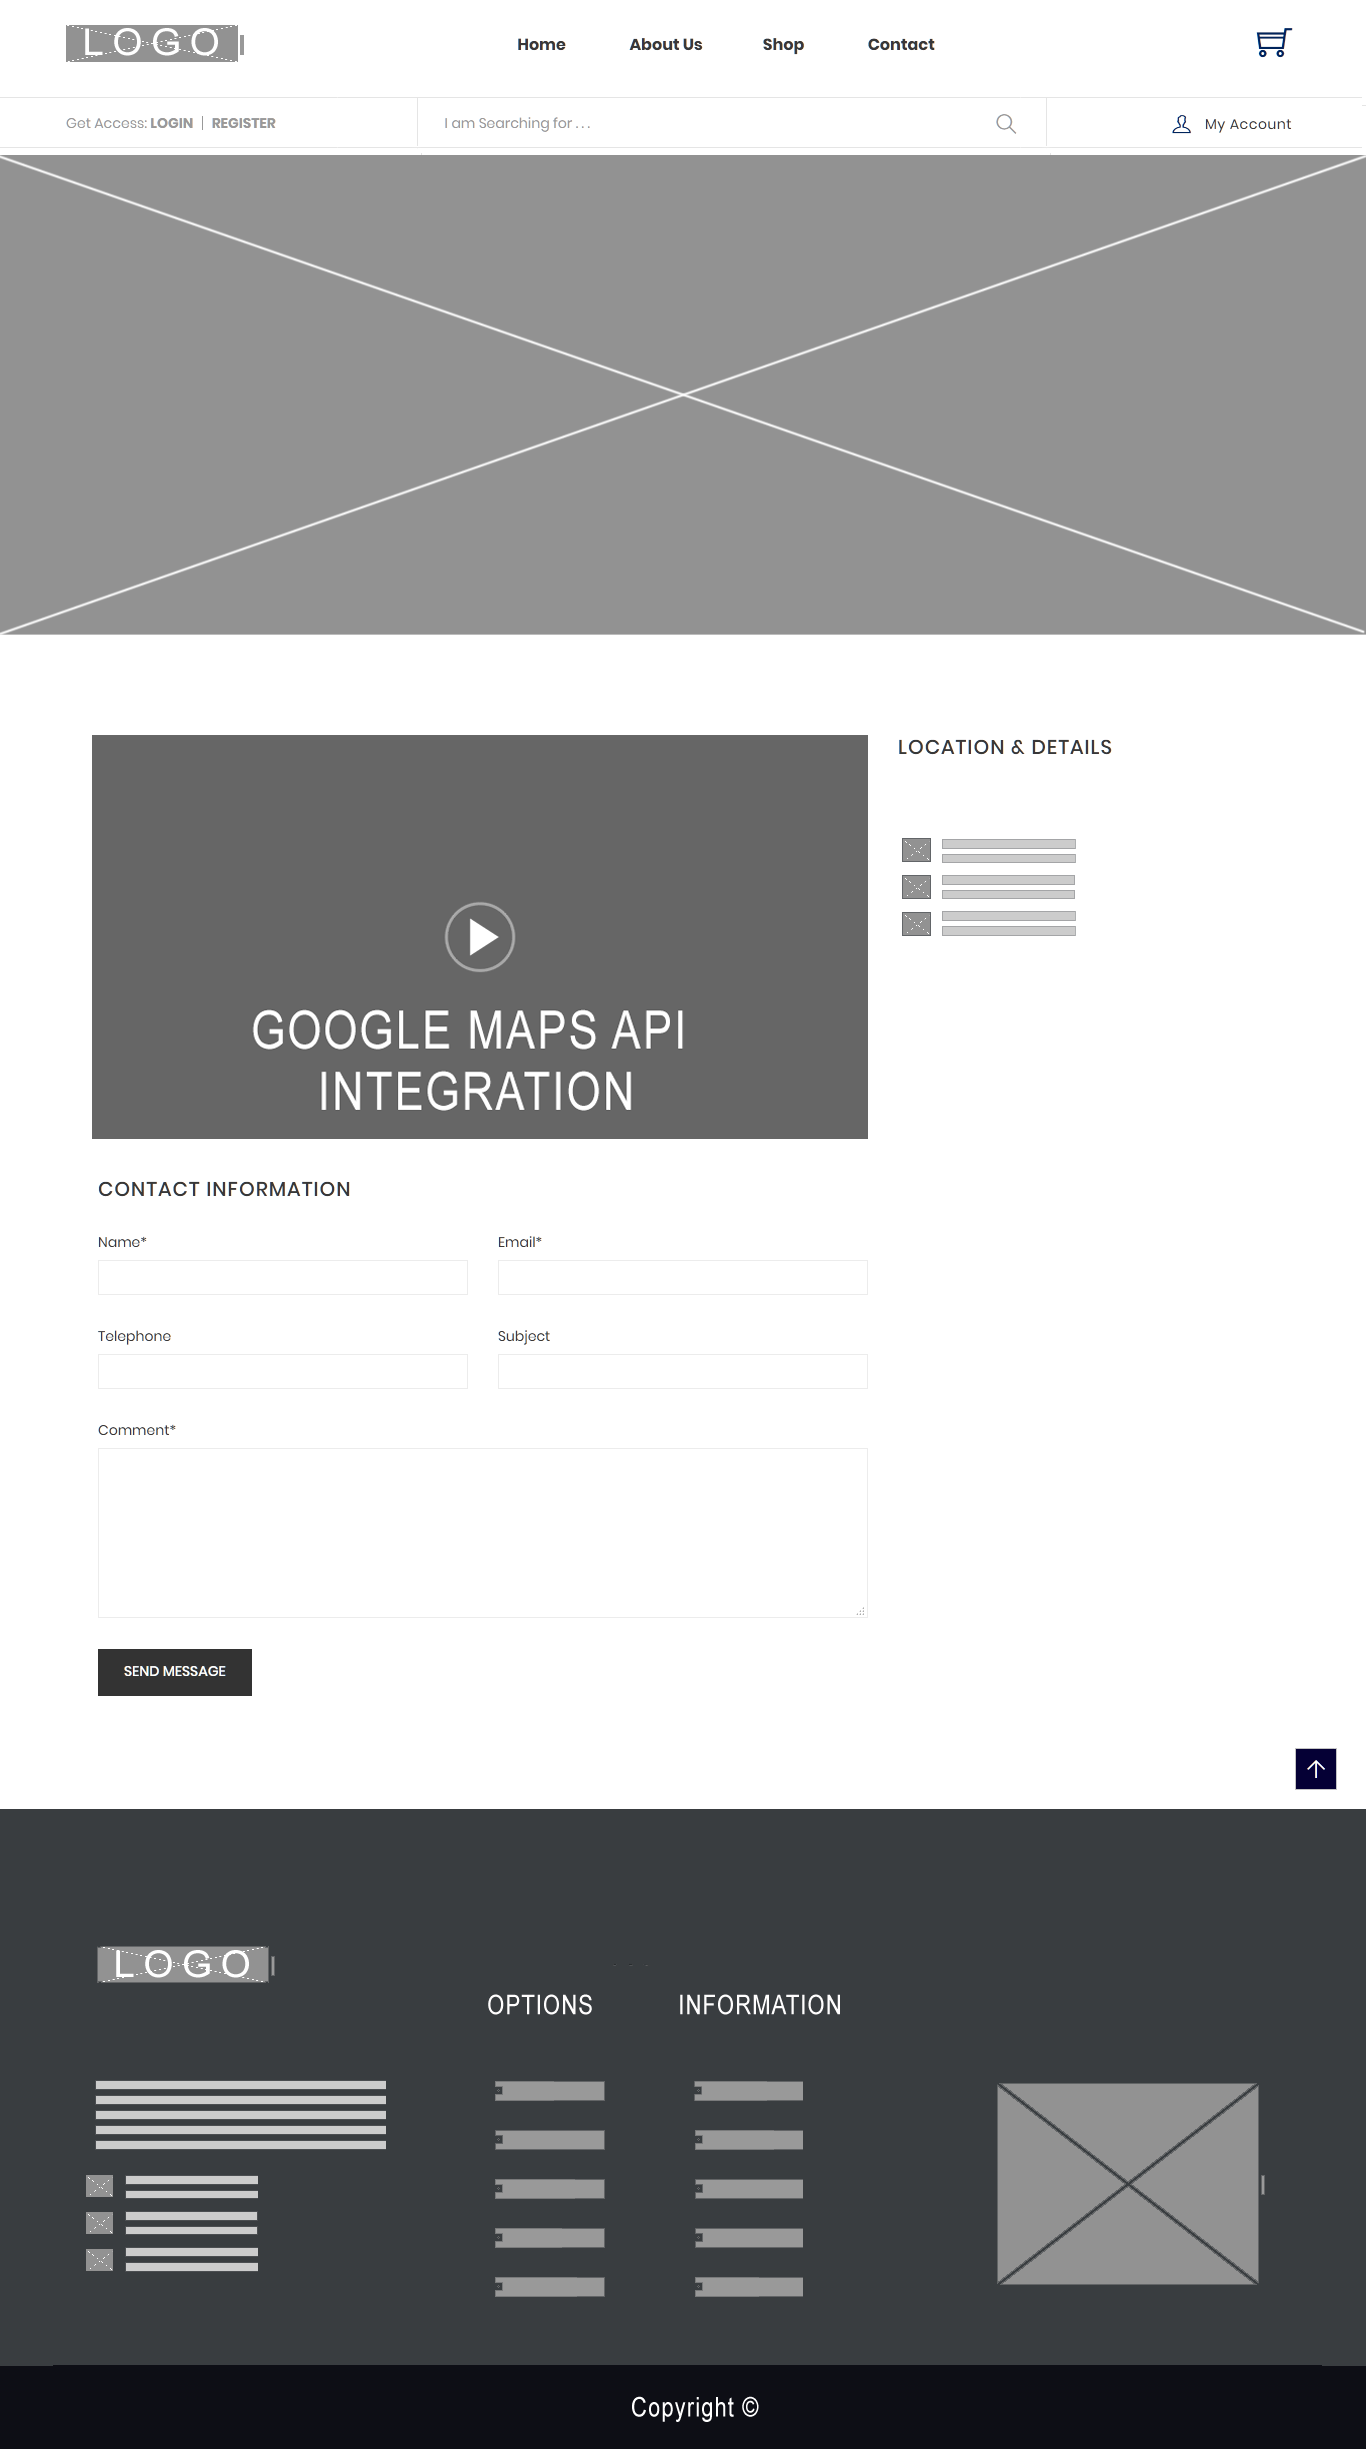 LOGO
Home About Us Shop Contact
Get Access: LOGIN | REGISTER
I am Searching for . . .
My Account
LOCATION & DETAILS
GOOGLE MAPS API
INTEGRATION
CONTACT INFORMATION
Name* Email*
Telephone Subject
Comment*
SEND MESSAGE
LOGO
OPTIONS INFORMATION
Copyright ©